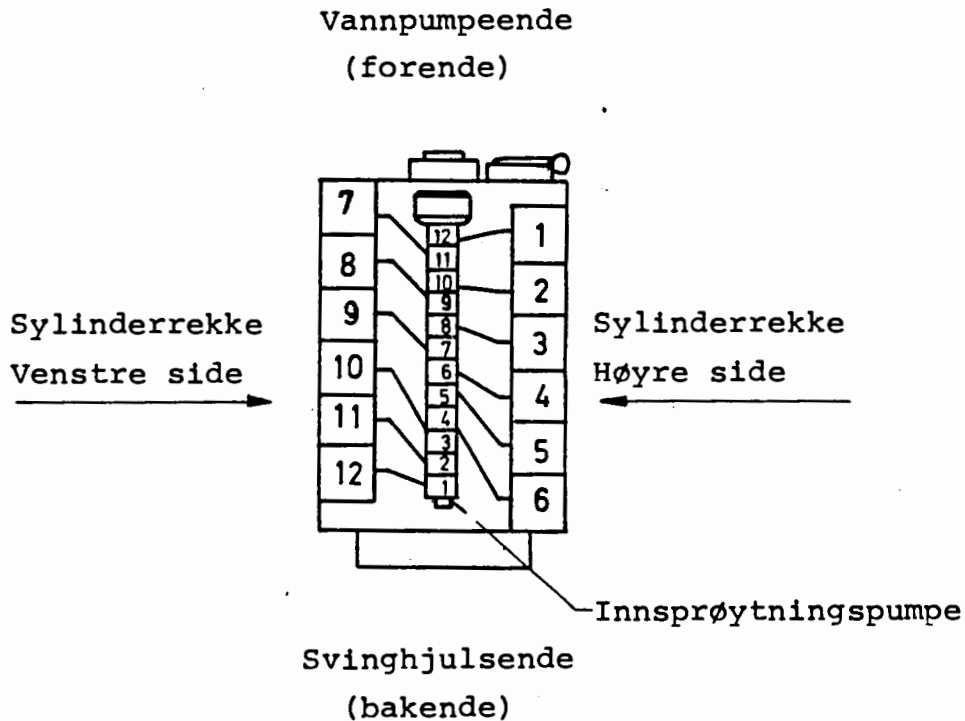 Vannpumpeende
(forende)
7
8
9
10
11
12
12
11
10
9
8
7
6
5
4
3
2
1
1
2
3
4
5
6
Sylinderrekke
Venstre side
Sylinderrekke
Høyre side
Innsprøytningspumpe
Svinghjulsende
(bakende)